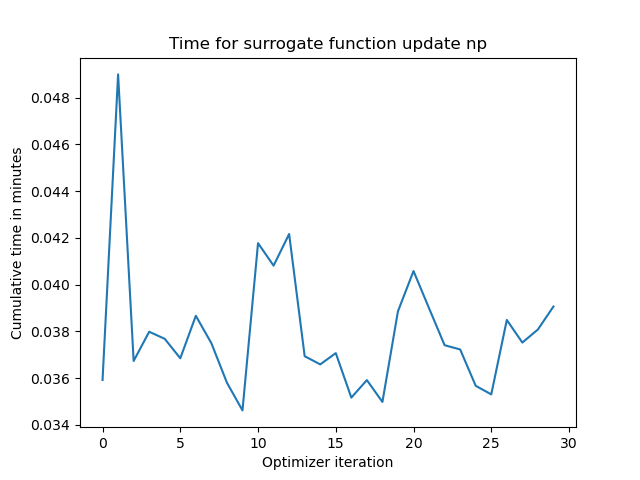 Time for surrogate function update np
Cumulative time in minutes
0.048
0.046
0.044
0.042
0.040
0.038
0.036
0.034
0 5 10 15 20 25 30
Optimizer iteration